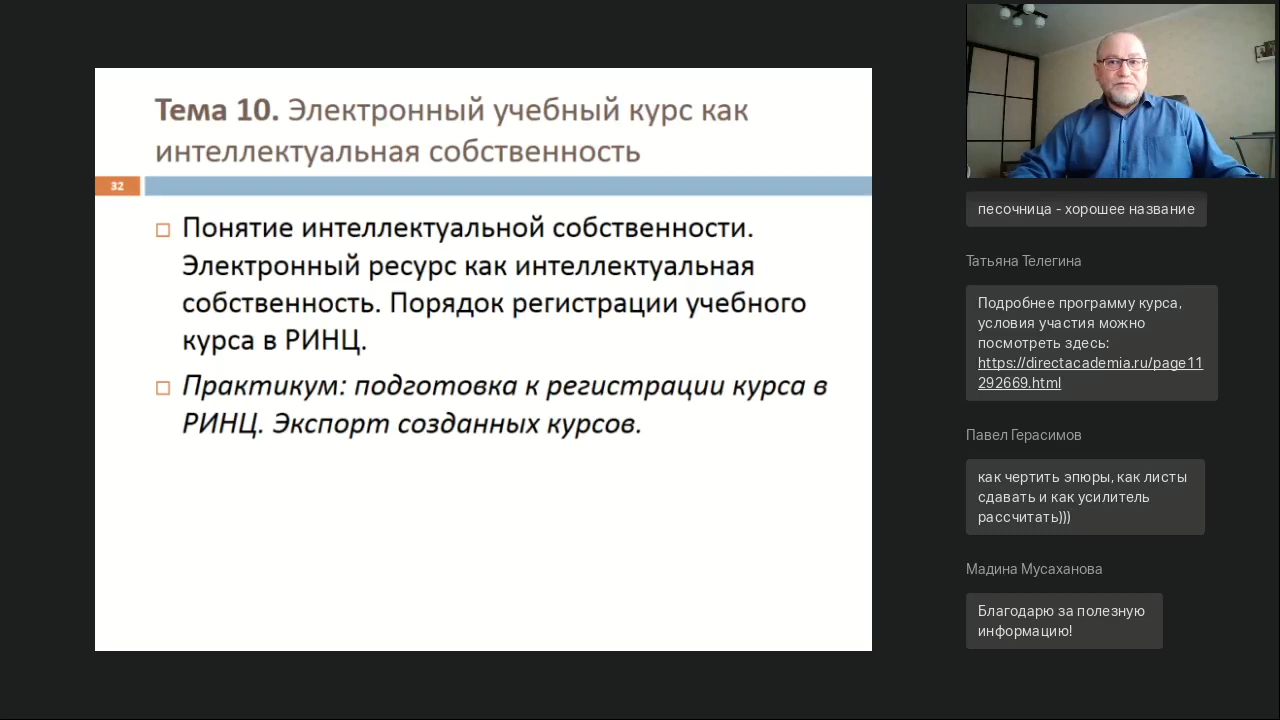 Тема 10. Электронный учебный курс как
интеллектуальная собственность
32
Понятие интеллектуальной собственности.
Электронный ресурс как интеллектуальная
собственность. Порядок регистрации учебного
курса в РИНЦ.
Практикум: подготовка к регистрации курса в
РИНЦ. Экспорт созданных курсов.
песочница - хорошее название
Татьяна Телегина
Подробнее программу курса,
условия участия можно
посмотреть здесь:
https://directacademia.ru/page11
292669.html
Павел Герасимов
как чертить эпюры, как листы
сдавать и как усилитель
рассчитать)))
Мадина Мусаханова
Благодарю за полезную
информацию!